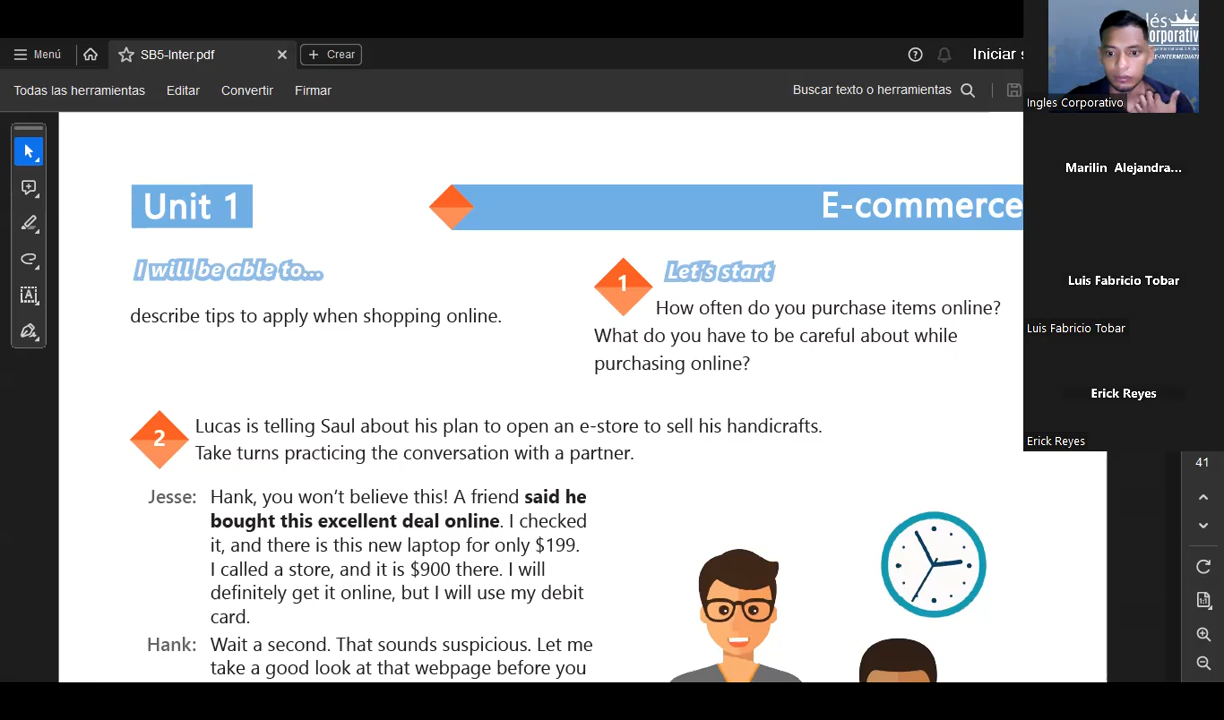 Menú
SB5-Inter.pdf
Crear
Iniciar s
Todas las herramientas
Editar
Convertir
Firmar
Buscar texto o herramientas
lés
orporativ
E-INTERMEDIATE
Ingles Corporativo
Marilin Alejandra...
Luis Fabricio Tobar
Luis Fabricio Tobar
Erick Reyes
Erick Reyes
41
Unit 1
E-commerce
I will be able to...
describe tips to apply when shopping online.
1
Let's start
How often do you purchase items online?
What do you have to be careful about while
purchasing online?
2
Lucas is telling Saul about his plan to open an e-store to sell his handicrafts.
Take turns practicing the conversation with a partner.
Jesse: Hank, you won't believe this! A friend said he
bought this excellent deal online. I checked
it, and there is this new laptop for only $199.
I called a store, and it is $900 there. I will
definitely get it online, but I will use my debit
card.
Hank: Wait a second. That sounds suspicious. Let me
take a good look at that webpage before you